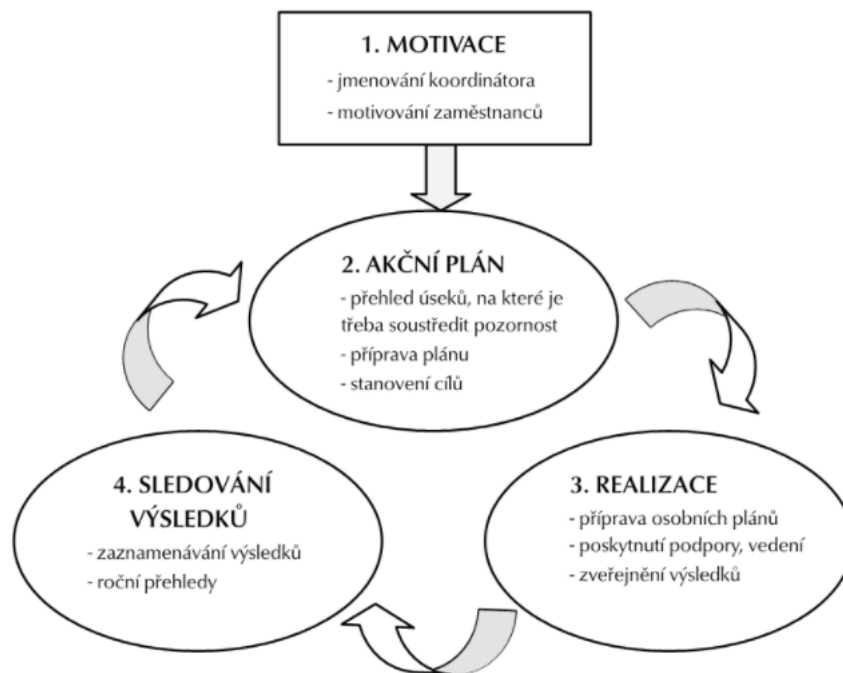 1. MOTIVACE
- jmenování koordinátora
- motivování zaměstnanců
2. AKČNÍ PLÁN
- přehled úseků, na které je
třeba soustředit pozornost
- příprava plánu
- stanovení cílů
3. REALIZACE
- příprava osobních plánů
- poskytnutí podpory, vedení
- zveřejnění výsledků
4. SLEDOVÁNÍ
VÝSLEDKŮ
- zaznamenávání výsledků
- roční přehledy